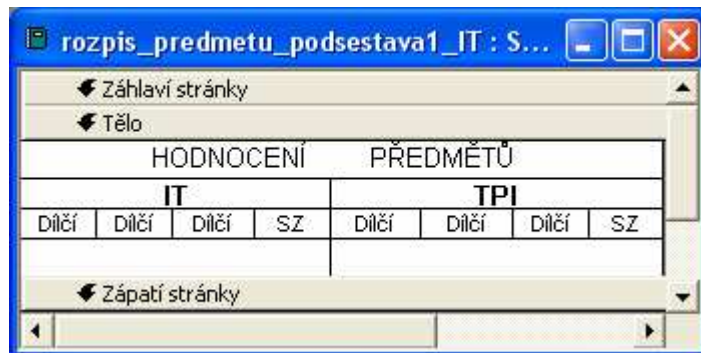 rozpis_predmetu_podsestava1_IT : S...
Záhlaví stránky
Tělo
HODNOCENÍ PŘEDMĚTŮ
IT TPI
Dílčí Dílčí Dílčí SZ Dílčí Dílčí Dílčí SZ
Zápatí stránky